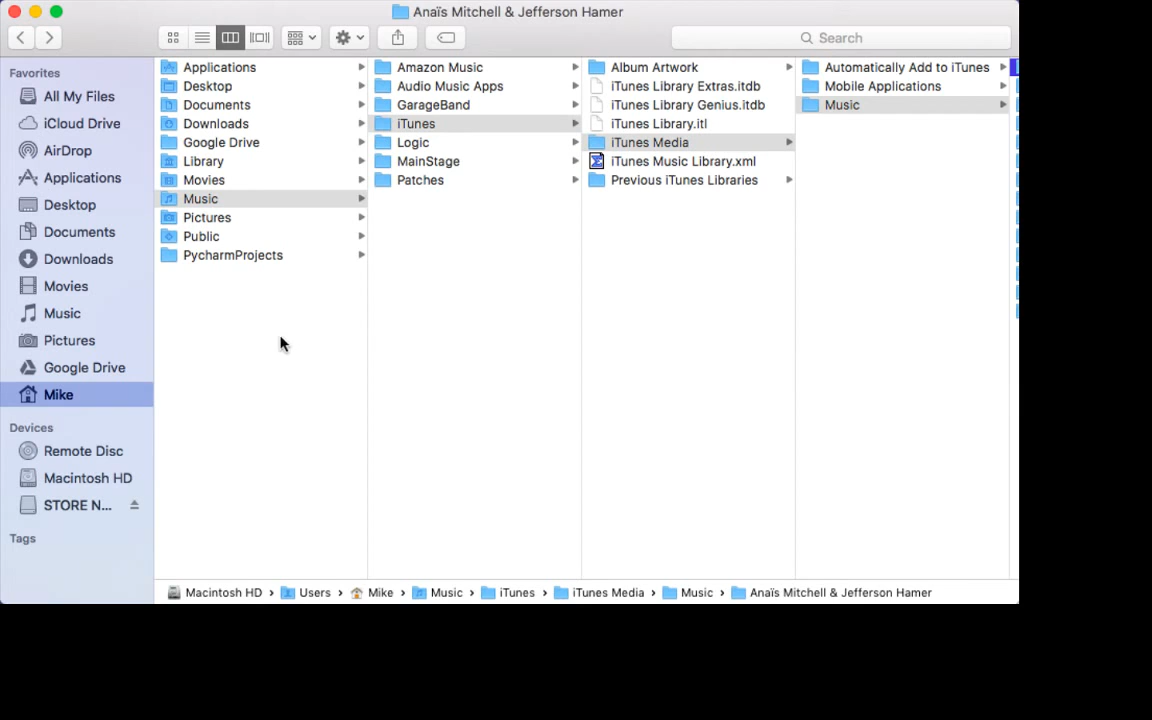 Anaïs Mitchell & Jefferson Hamer
Search
Favorites
All My Files
iCloud Drive
AirDrop
Applications
Desktop
Documents
Downloads
Movies
Music
Pictures
Google Drive
Mike
Devices
Remote Disc
Macintosh HD
STORE N...
Tags
Applications
Desktop
Documents
Downloads
Google Drive
Library
Movies
Music
Pictures
Public
PycharmProjects
Amazon Music
Audio Music Apps
GarageBand
iTunes
Logic
MainStage
Patches
Album Artwork
iTunes Library Extras.itdb
iTunes Library Genius.itdb
iTunes Library.itl
iTunes Media
iTunes Music Library.xml
Previous iTunes Libraries
Automatically Add to iTunes
Mobile Applications
Music
Macintosh HD › Users › Mike › Music › iTunes › iTunes Media › Music › Anaïs Mitchell & Jefferson Hamer